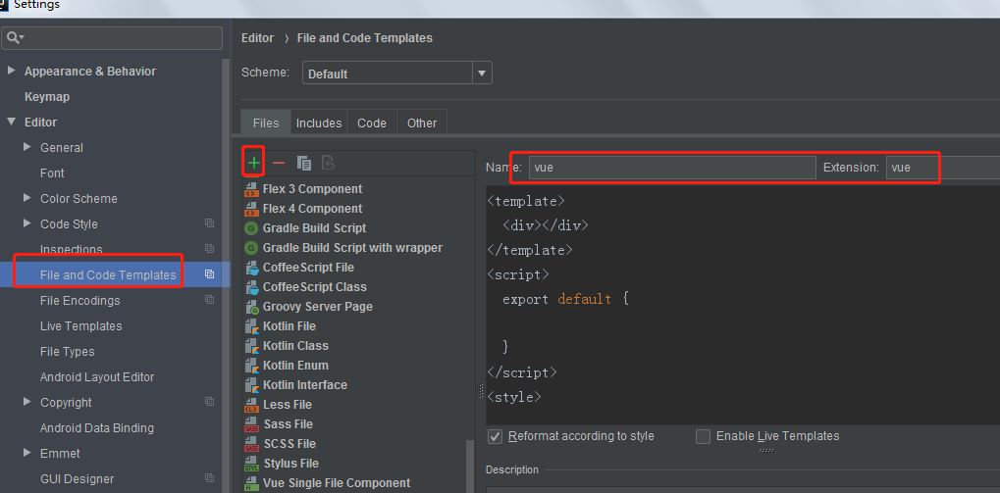 Settings
Editor › File and Code Templates
Scheme: Default
Appearance & Behavior
Keymap
Editor
General
Font
Color Scheme
Code Style
Inspections
File and Code Templates
File Encodings
Live Templates
File Types
Android Layout Editor
Copyright
Android Data Binding
Emmet
GUI Designer
Files Includes Code Other
Flex 3 Component
Flex 4 Component
Gradle Build Script
Gradle Build Script with wrapper
CoffeeScript File
CoffeeScript Class
Groovy Server Page
Kotlin File
Kotlin Class
Kotlin Enum
Kotlin Interface
Less File
Sass File
SCSS File
Stylus File
Vue Single File Component
Name: vue Extension: vue
<template>
<div></div>
</template>
<script>
export default {
}
</script>
<style>
Reformat according to style Enable Live Templates
Description